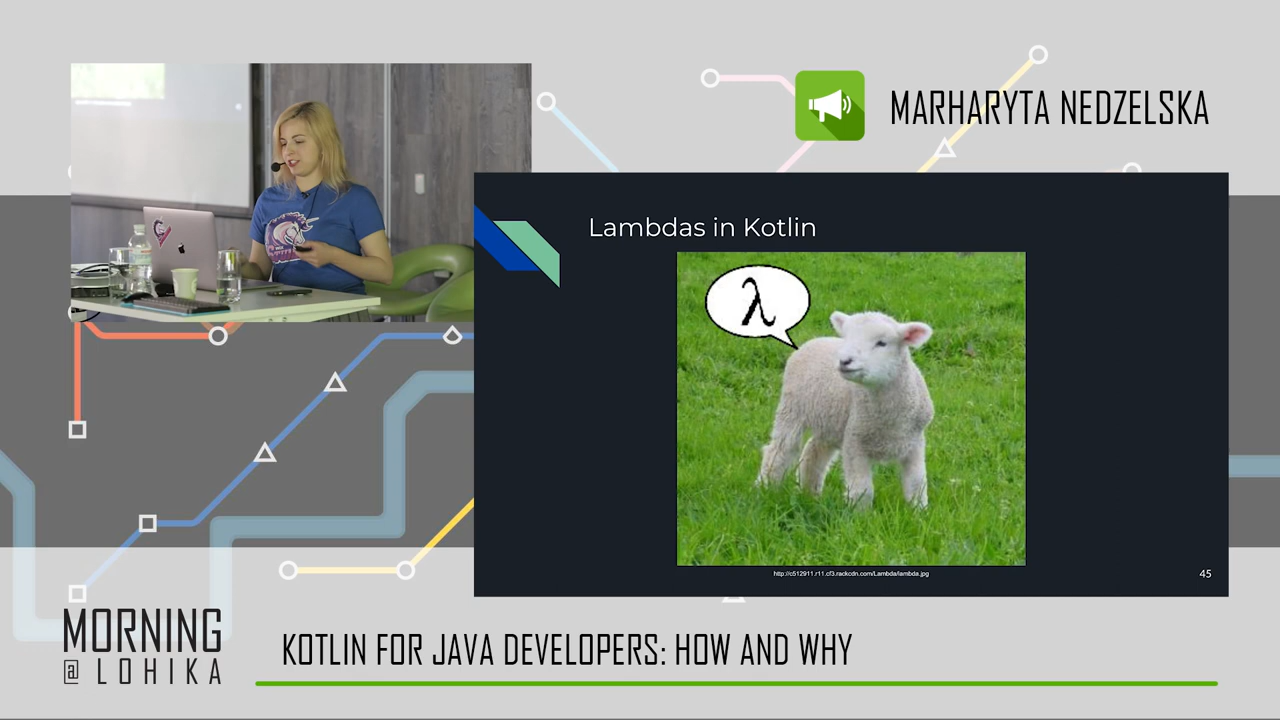 MARHARYTA NEDZELSKA
Lambdas in Kotlin
λ
http://c512911.r11.cf3.rackcdn.com/Lambda/lambda.jpg
45
MORNING
@ LOHIKA
KOTLIN FOR JAVA DEVELOPERS: HOW AND WHY